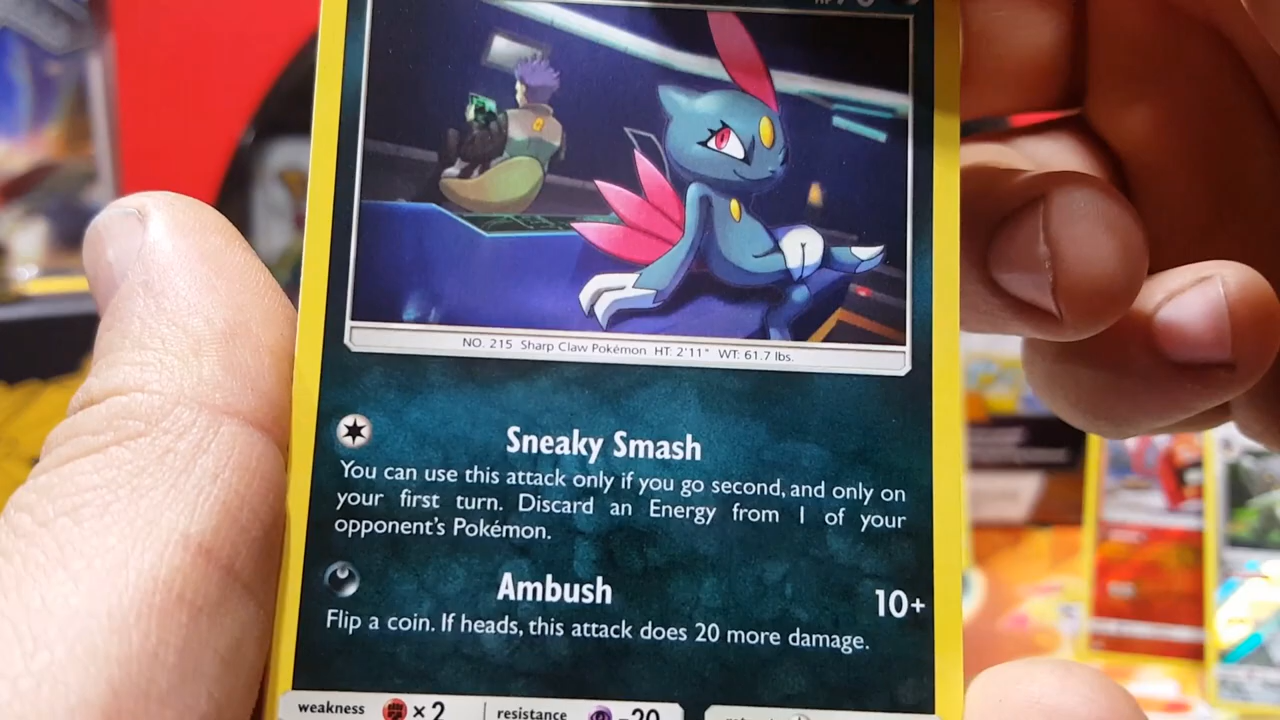 NO. 215 Sharp Claw Pokémon HT: 2'11" WT: 61.7 lbs.
Sneaky Smash
You can use this attack only if you go second, and only on
your first turn. Discard an Energy from 1 of your
opponent's Pokémon.
Ambush 10+
Flip a coin. If heads, this attack does 20 more damage.
weakness ×2 resistance -20